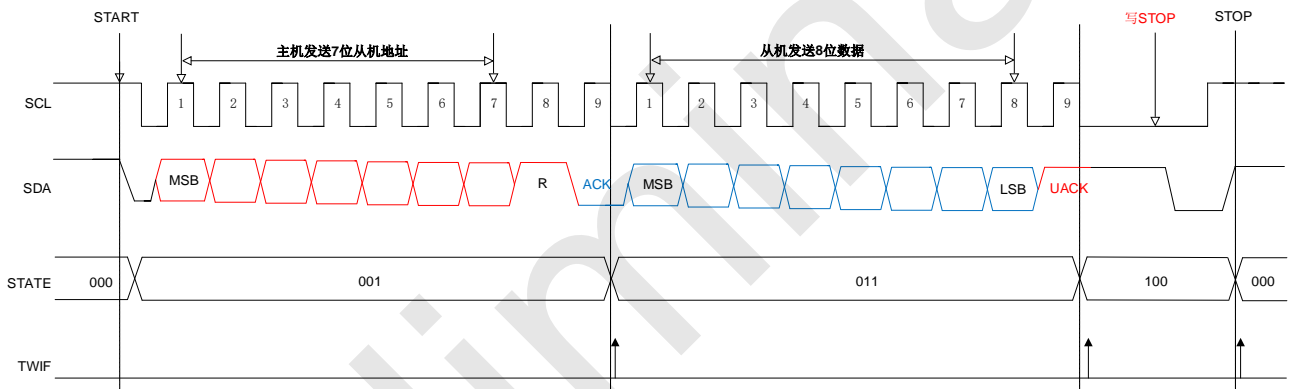 START
写STOP
STOP
主机发送7位从机地址
从机发送8位数据
SCL
1 2 3 4 5 6 7 8 9 1 2 3 4 5 6 7 8 9
SDA
MSB R ACK MSB LSB UACK
STATE
000 001 011 100 000
TWIF